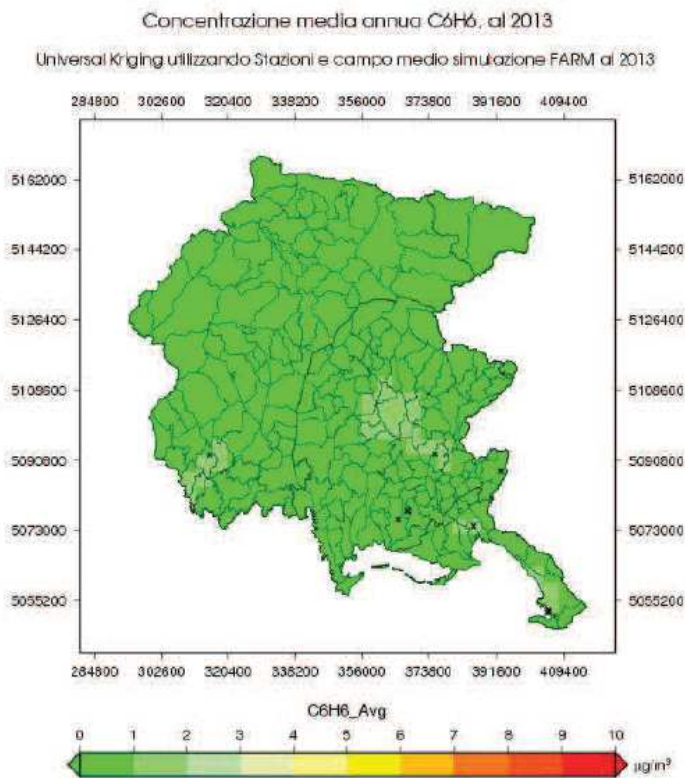 Concentrazione media annua C6H6, al 2013
Universal Kriging utilizzando Stazioni e campo medio simulazione FARM al 2013
284800 302600 320400 338200 356000 373800 391600 409400
5162000 5162000
5144200 5144200
5126400 5126400
5109600 5108600
5090800 5090800
5073000 5073000
5055200 5055200
284800 302600 320400 338200 356000 373800 391600 409400
C6H6_Avg
0 1 2 3 4 5 6 7 8 9 10
µg/m³